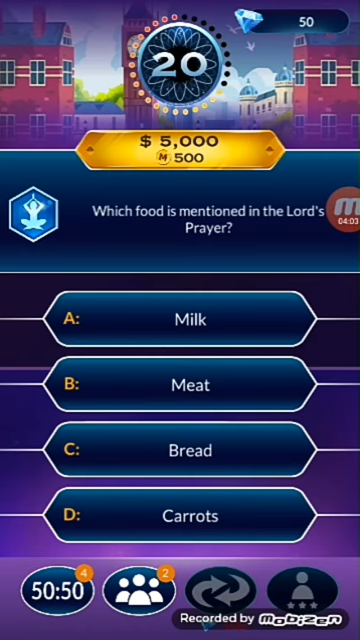 50
20
$ 5,000
M 500
Which food is mentioned in the Lord's
Prayer?
04:03
A: Milk
B: Meat
C: Bread
D: Carrots
50:50
4
2
Recorded by mobizen